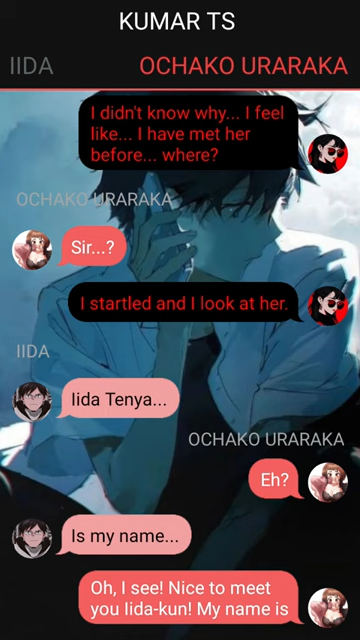 KUMAR TS
IIDA
OCHAKO URARAKA
I didn't know why... I feel
like... I have met her
before... where?
OCHAKO URARAKA
Sir...?
I startled and I look at her.
IIDA
Iida Tenya...
OCHAKO URARAKA
Eh?
Is my name...
Oh, I see! Nice to meet
you Iida-kun! My name is